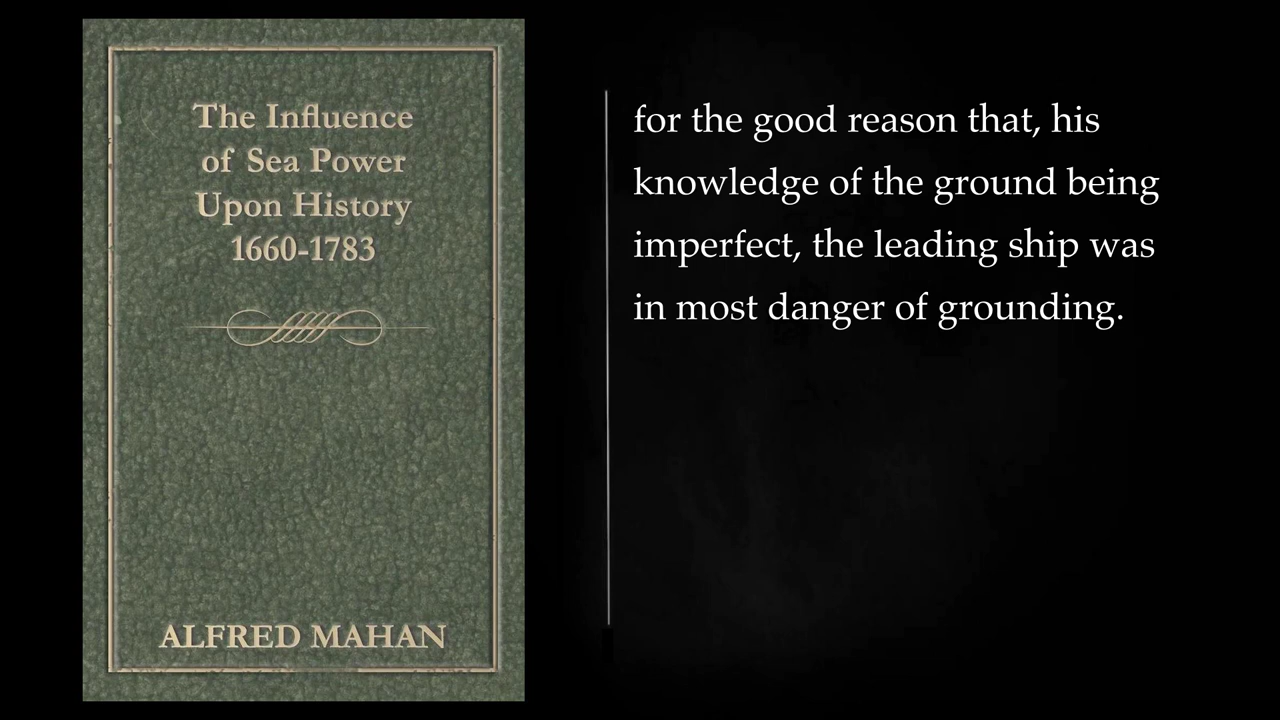 The Influence
of Sea Power
Upon History
1660-1783
ALFRED MAHAN
for the good reason that, his
knowledge of the ground being
imperfect, the leading ship was
in most danger of grounding.